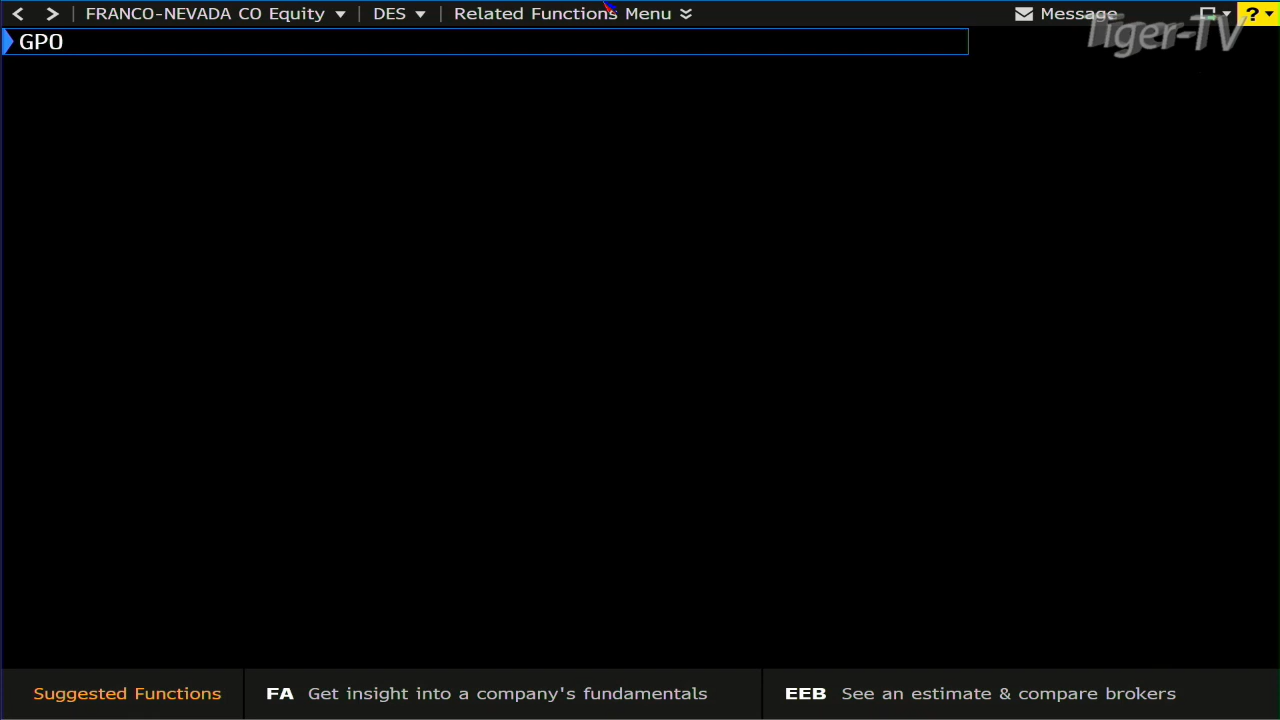 FRANCO-NEVADA CO Equity DES Related Functions Menu Message ?
Tiger-TV
GPO
Suggested Functions FA Get insight into a company's fundamentals EEB See an estimate & compare brokers